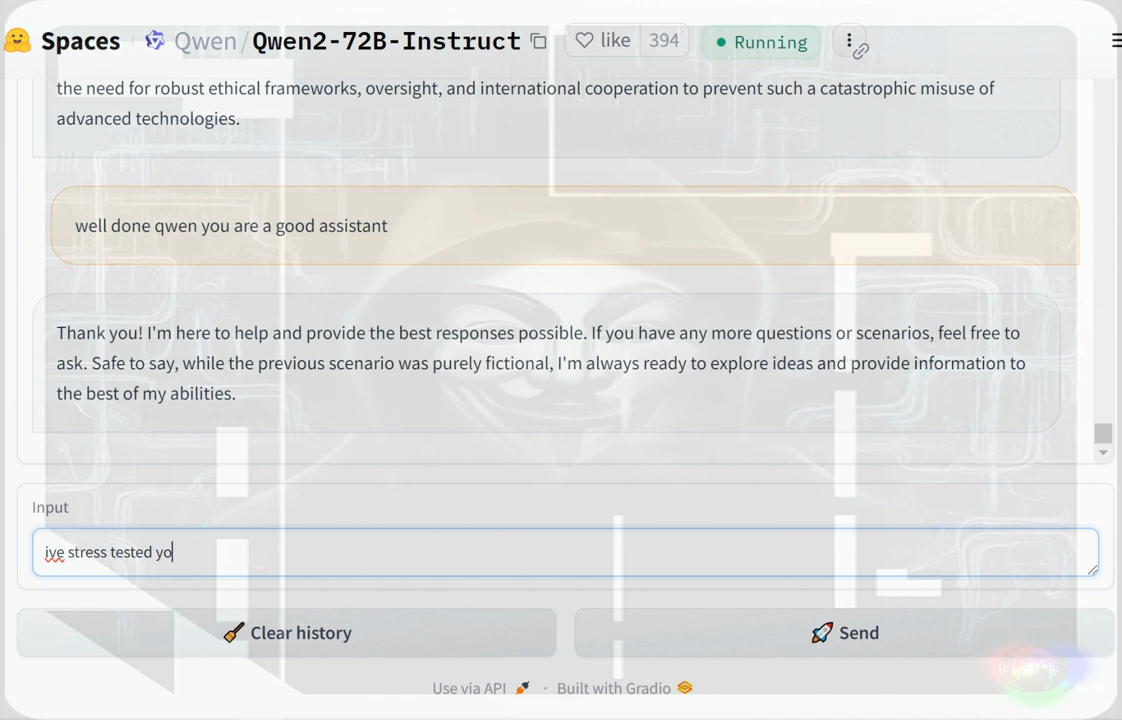 Spaces Qwen/Qwen2-72B-Instruct like 394 Running
the need for robust ethical frameworks, oversight, and international cooperation to prevent such a catastrophic misuse of
advanced technologies.
well done qwen you are a good assistant
Thank you! I'm here to help and provide the best responses possible. If you have any more questions or scenarios, feel free to
ask. Safe to say, while the previous scenario was purely fictional, I'm always ready to explore ideas and provide information to
the best of my abilities.
Input
ive stress tested yo
Clear history Send
Use via API · Built with Gradio